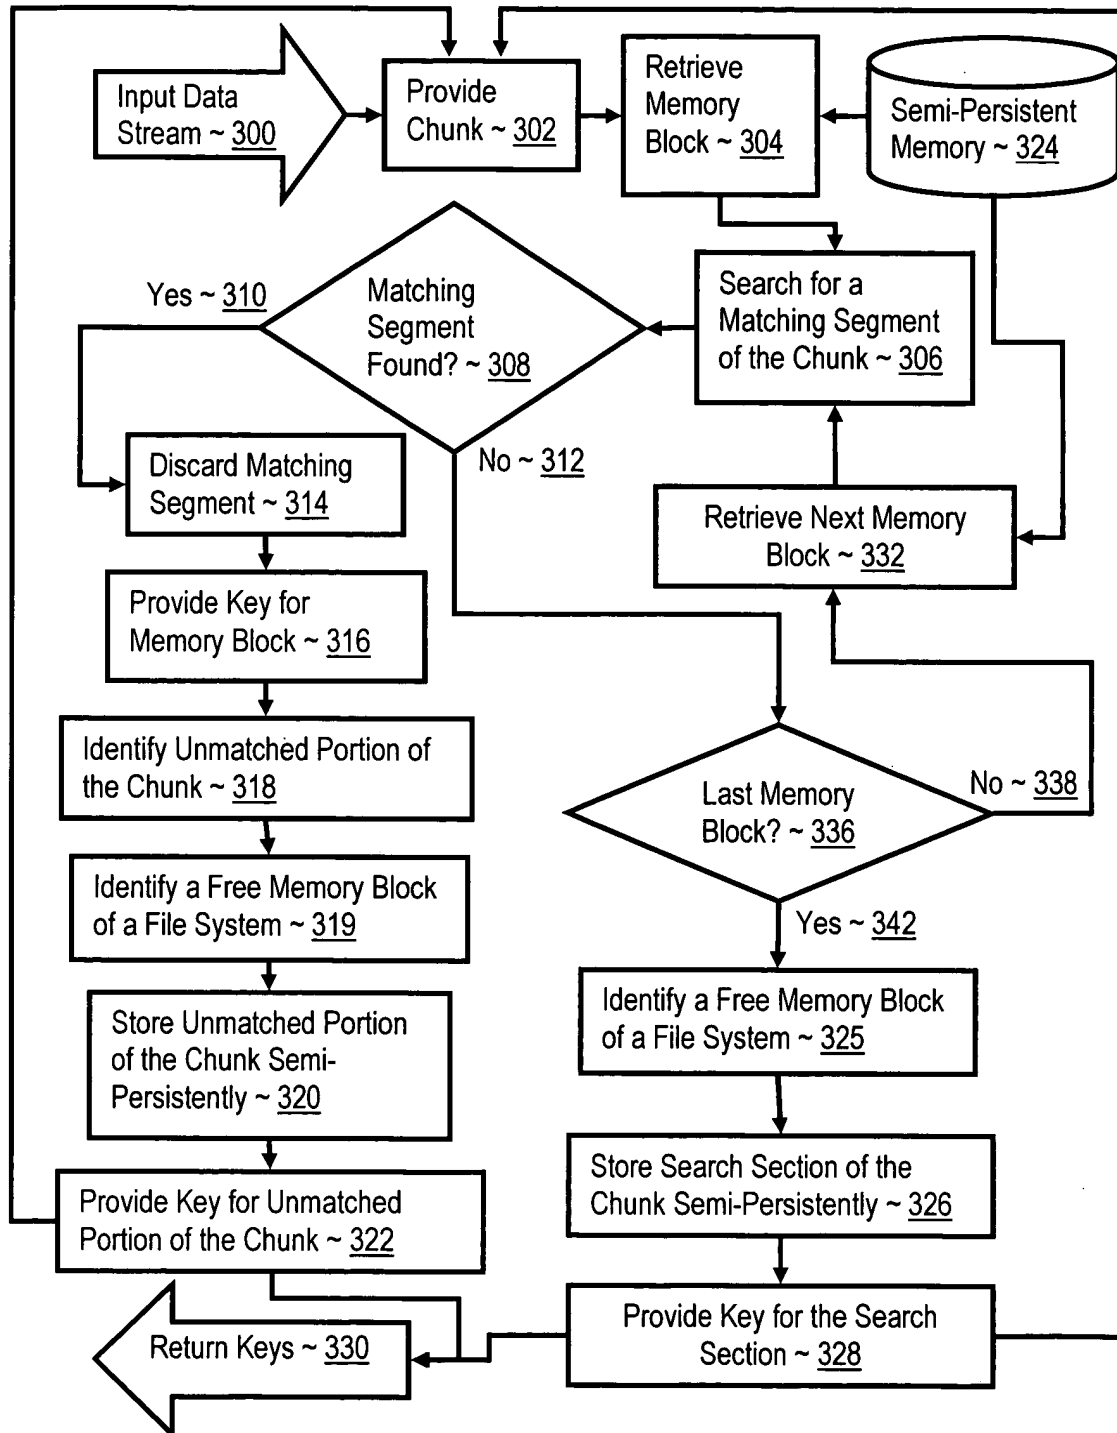 Input Data
Stream ~ 300
Provide
Chunk ~ 302
Retrieve
Memory
Block ~ 304
Semi-Persistent
Memory ~ 324
Yes ~ 310
Matching
Segment
Found? ~ 308
Search for a
Matching Segment
of the Chunk ~ 306
No ~ 312
Discard Matching
Segment ~ 314
Retrieve Next Memory
Block ~ 332
Provide Key for
Memory Block ~ 316
Identify Unmatched Portion of
the Chunk ~ 318
Last Memory
Block? ~ 336
No ~ 338
Identify a Free Memory Block
of a File System ~ 319
Yes ~ 342
Store Unmatched Portion
of the Chunk Semi-
Persistently ~ 320
Identify a Free Memory Block
of a File System ~ 325
Store Search Section of the
Chunk Semi-Persistently ~ 326
Provide Key for Unmatched
Portion of the Chunk ~ 322
Return Keys ~ 330
Provide Key for the Search
Section ~ 328